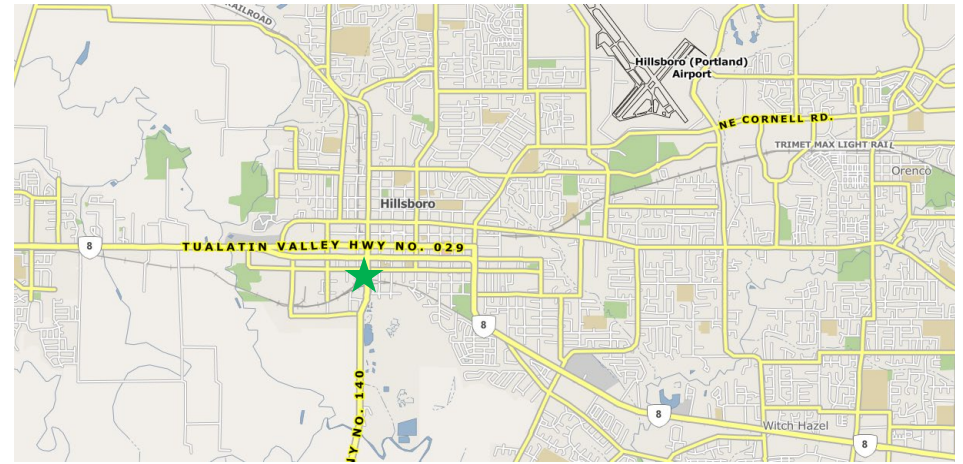 RAILROAD
Hillsboro (Portland)
Airport
NE CORNELL RD.
TRIMET MAX LIGHT RAIL
Orenco
Hillsboro
8
TUALATIN VALLEY HWY NO. 029
8
NO. 140
8
Witch Hazel
8